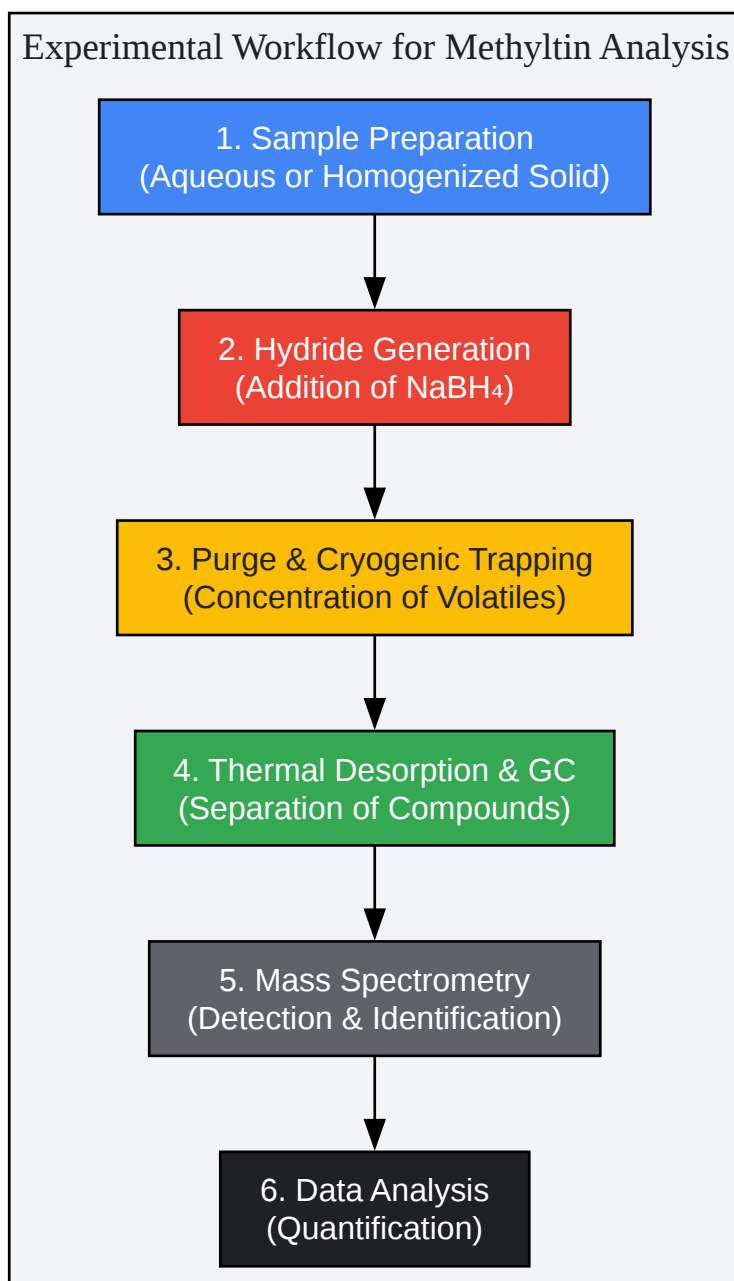 Experimental Workflow for Methyltin Analysis
1. Sample Preparation
(Aqueous or Homogenized Solid)
2. Hydride Generation
(Addition of NaBH₄)
3. Purge & Cryogenic Trapping
(Concentration of Volatiles)
4. Thermal Desorption & GC
(Separation of Compounds)
5. Mass Spectrometry
(Detection & Identification)
6. Data Analysis
(Quantification)